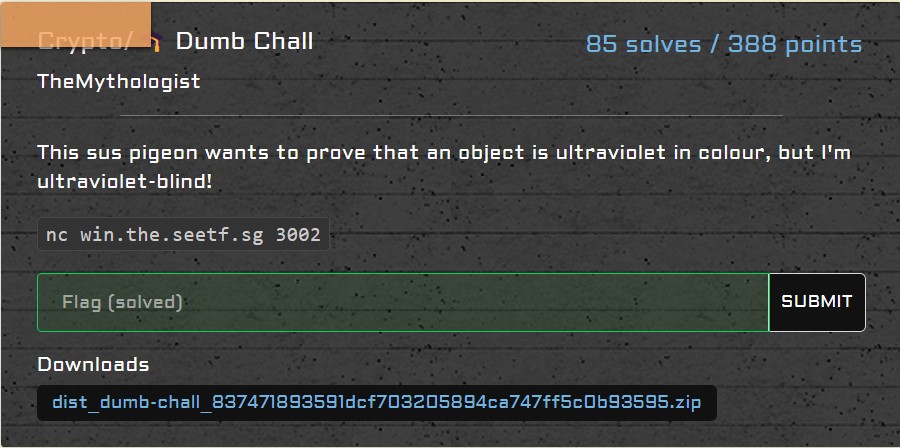 Crypto/ Dumb Chall
85 solves / 388 points
TheMythologist
This sus pigeon wants to prove that an object is ultraviolet in colour, but I'm
ultraviolet-blind!
nc win.the.seetf.sg 3002
Flag (solved)
SUBMIT
Downloads
dist_dumb-chall_837471893591dcf703205894ca747ff5c0b93595.zip